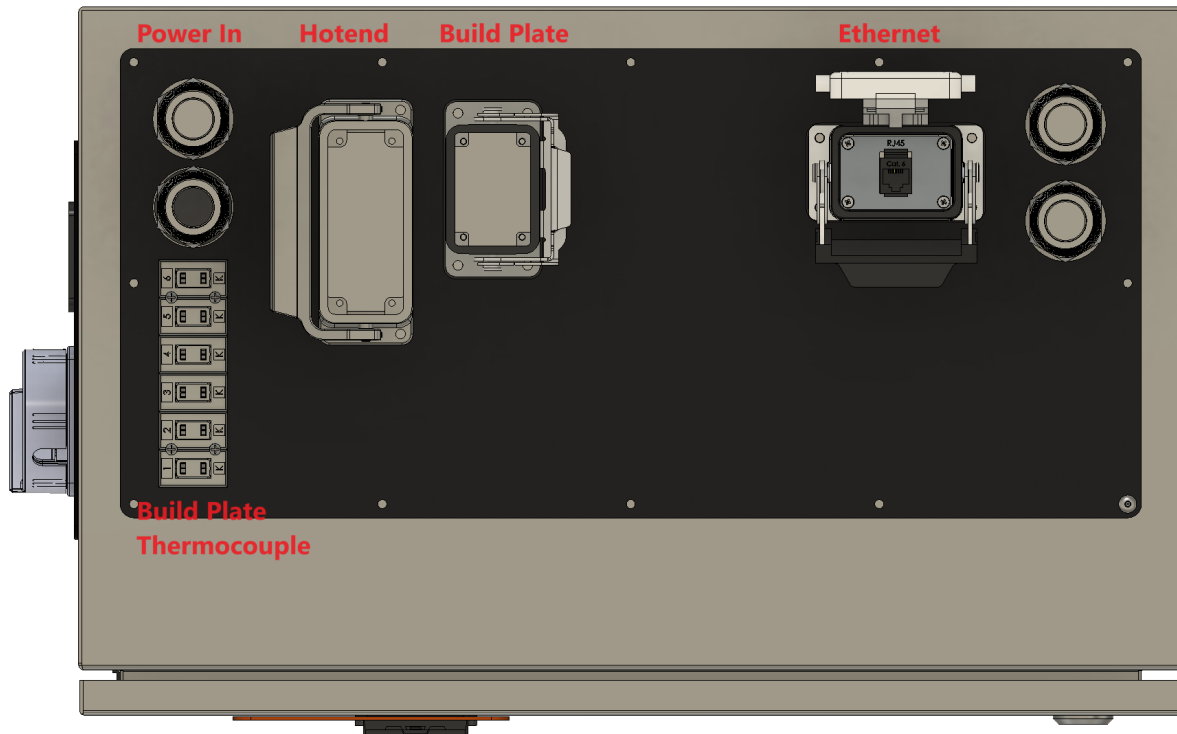 Power In
Hotend
Build Plate
Ethernet
RJ45
Cat.6
6 K
5 K
4 K
3 K
2 K
1 K
Build Plate
Thermocouple